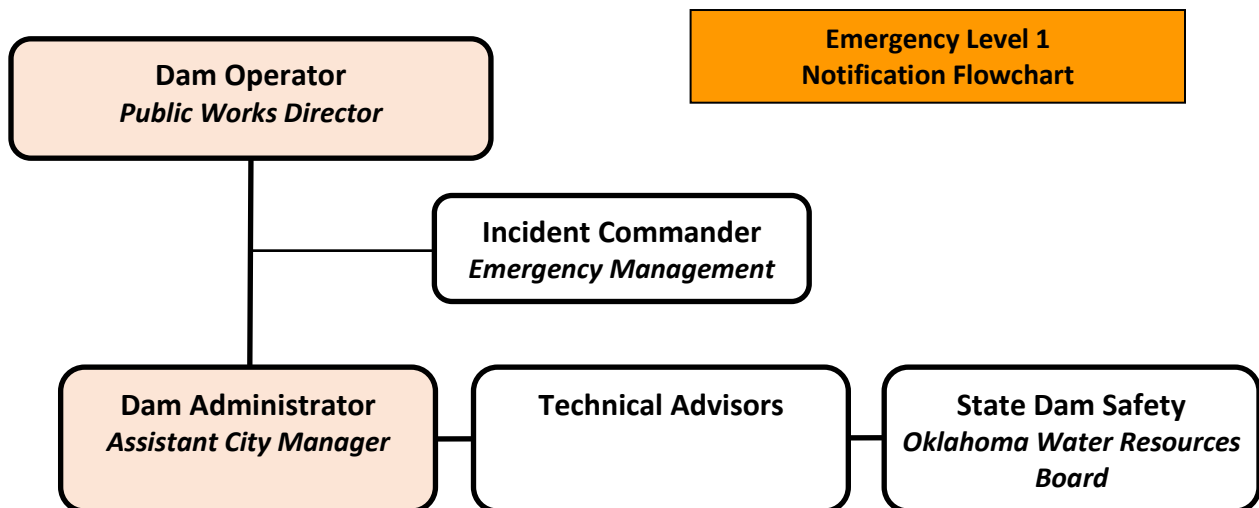 Emergency Level 1
Notification Flowchart
Dam Operator
Public Works Director
Incident Commander
Emergency Management
Dam Administrator
Assistant City Manager
Technical Advisors
State Dam Safety
Oklahoma Water Resources
Board